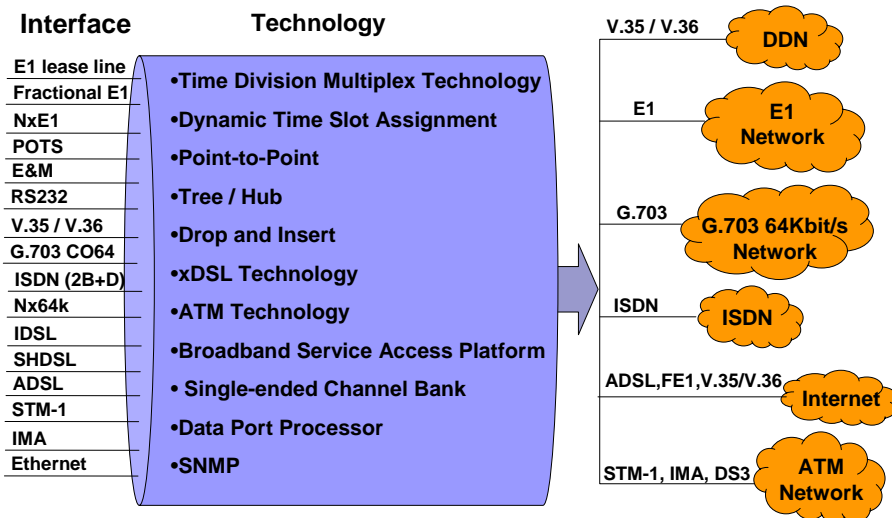 Interface
Technology
E1 lease line
Fractional E1
NxE1
POTS
E&M
RS232
V.35 / V.36
G.703 CO64
ISDN (2B+D)
Nx64k
IDSL
SHDSL
ADSL
STM-1
IMA
Ethernet
•Time Division Multiplex Technology
•Dynamic Time Slot Assignment
•Point-to-Point
•Tree / Hub
•Drop and Insert
•xDSL Technology
•ATM Technology
•Broadband Service Access Platform
• Single-ended Channel Bank
•Data Port Processor
•SNMP
V.35 / V.36
DDN
E1
E1
Network
G.703
G.703 64Kbit/s
Network
ISDN
ISDN
ADSL,FE1,V.35/V.36
Internet
STM-1, IMA, DS3
ATM
Network